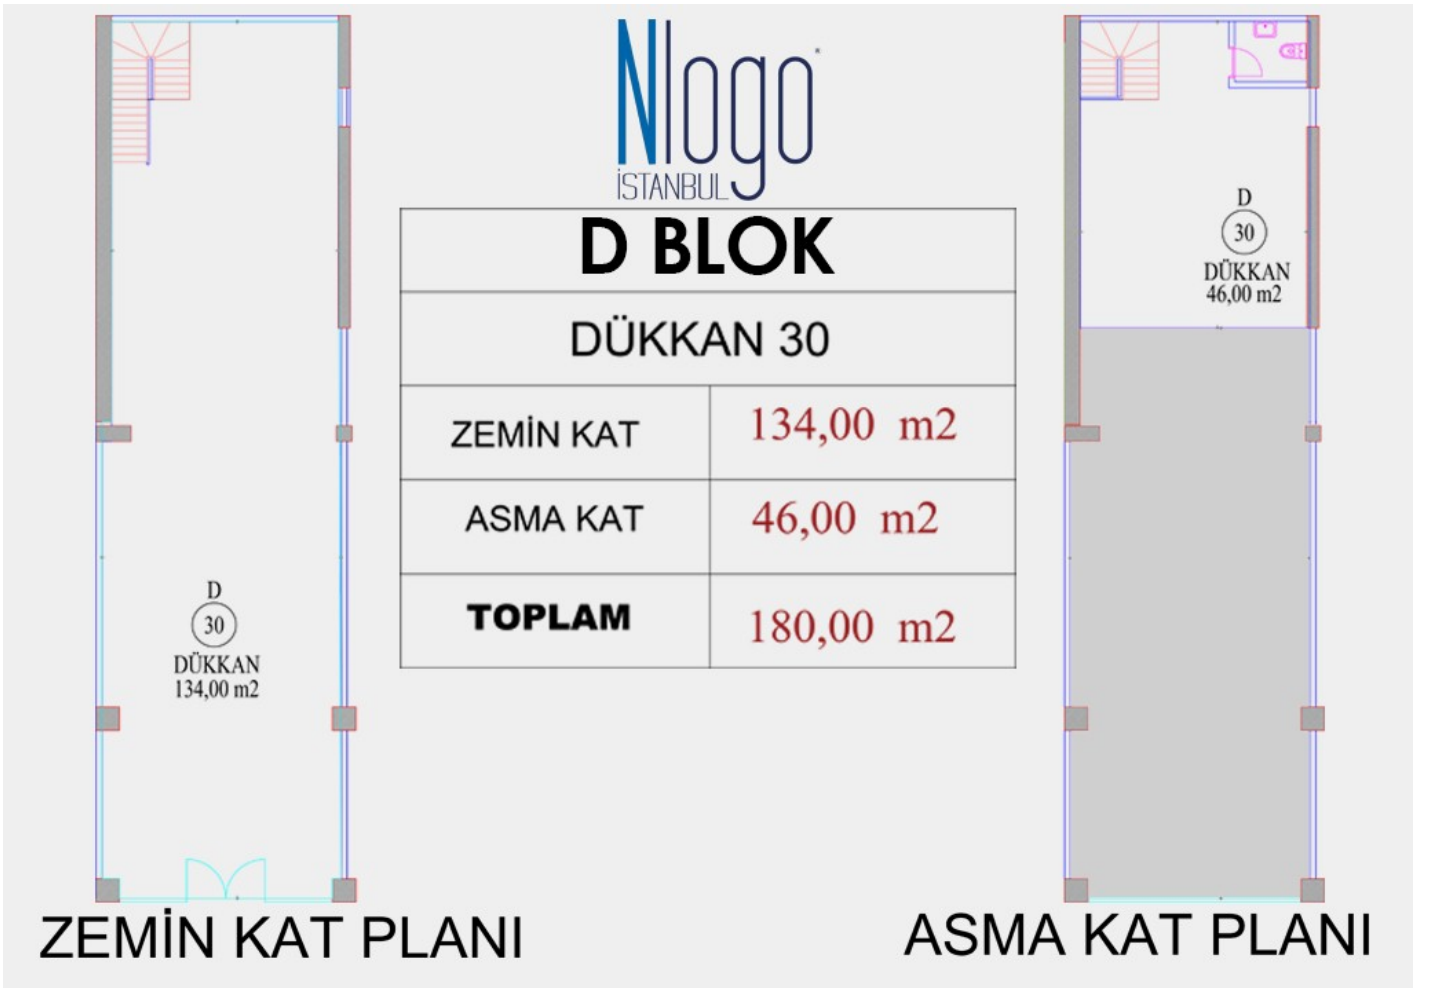 Nlogo
İSTANBUL
D BLOK
DÜKKAN 30
ZEMİN KAT 134,00 m2
ASMA KAT 46,00 m2
TOPLAM 180,00 m2
D
30
DÜKKAN
134,00 m2
ZEMİN KAT PLANI
D
30
DÜKKAN
46,00 m2
ASMA KAT PLANI